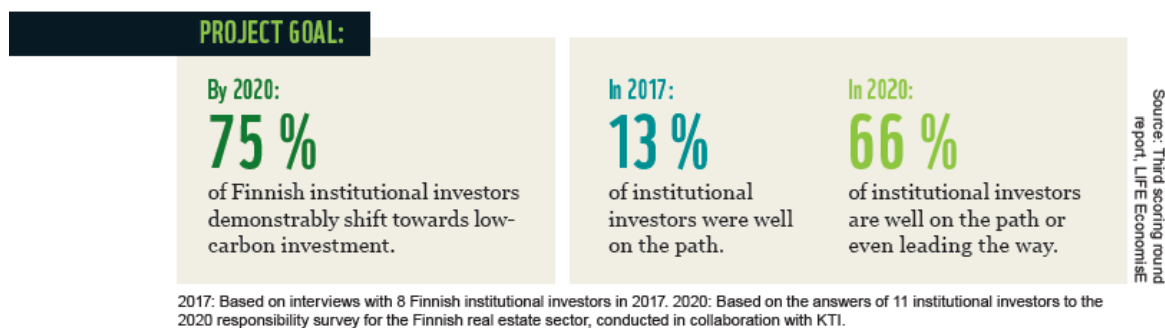 PROJECT GOAL:
By 2020:
75 %
of Finnish institutional investors
demonstrably shift towards low-
carbon investment.
In 2017:
13 %
of institutional
investors were well
on the path.
In 2020:
66 %
of institutional investors
are well on the path or
even leading the way.
Source: Third scoring round
report, LIFE EconomisE
2017: Based on interviews with 8 Finnish institutional investors in 2017. 2020: Based on the answers of 11 institutional investors to the
2020 responsibility survey for the Finnish real estate sector, conducted in collaboration with KTI.